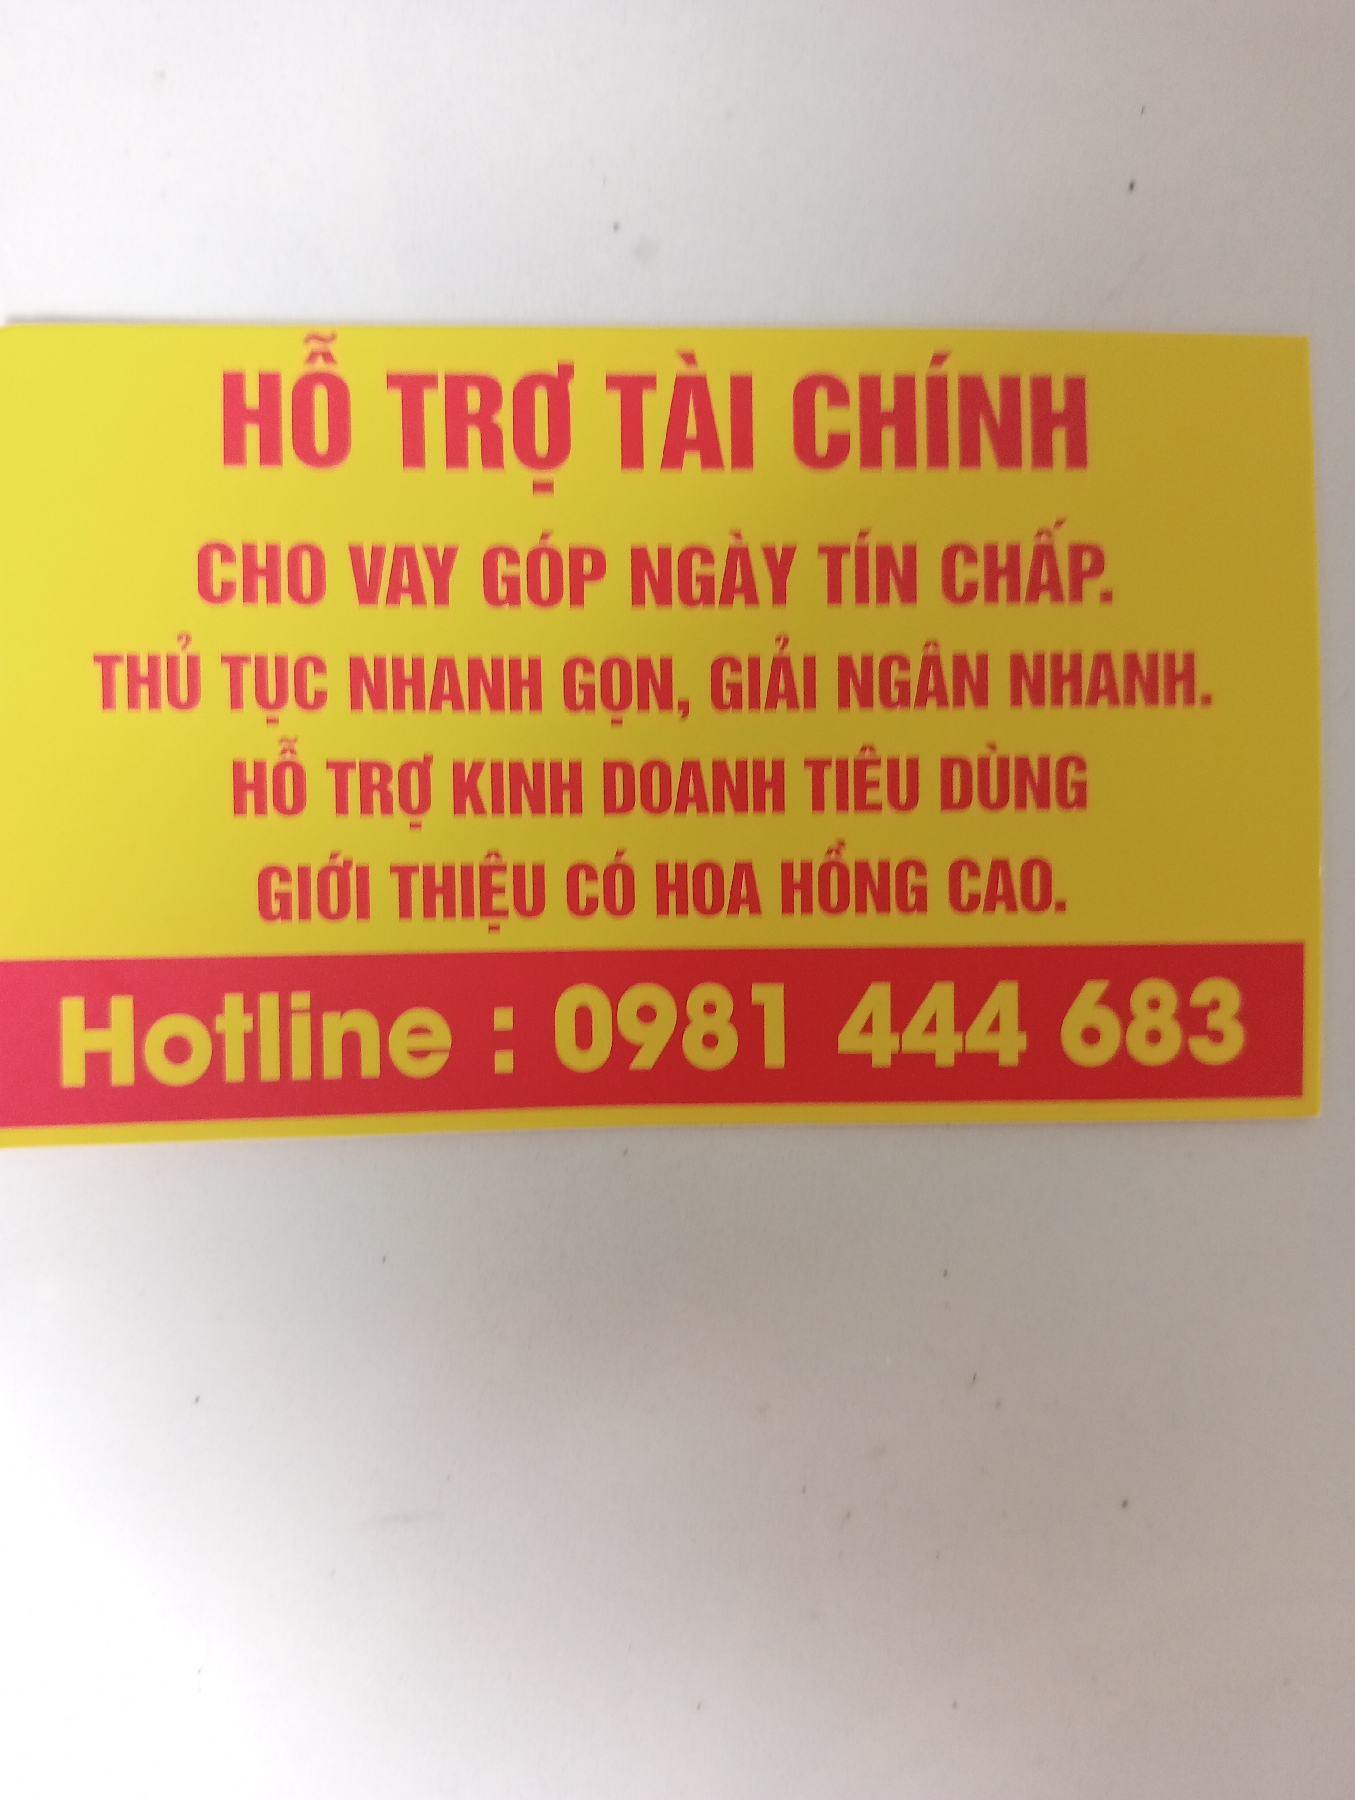 HỖ TRỢ TÀI CHÍNH
CHO VAY GÓP NGÀY TÍN CHẤP.
THỦ TỤC NHANH GỌN, GIẢI NGÂN NHANH.
HỖ TRỢ KINH DOANH TIÊU DÙNG
GIỚI THIỆU CÓ HOA HỒNG CAO.
Hotline : 0981 444 683